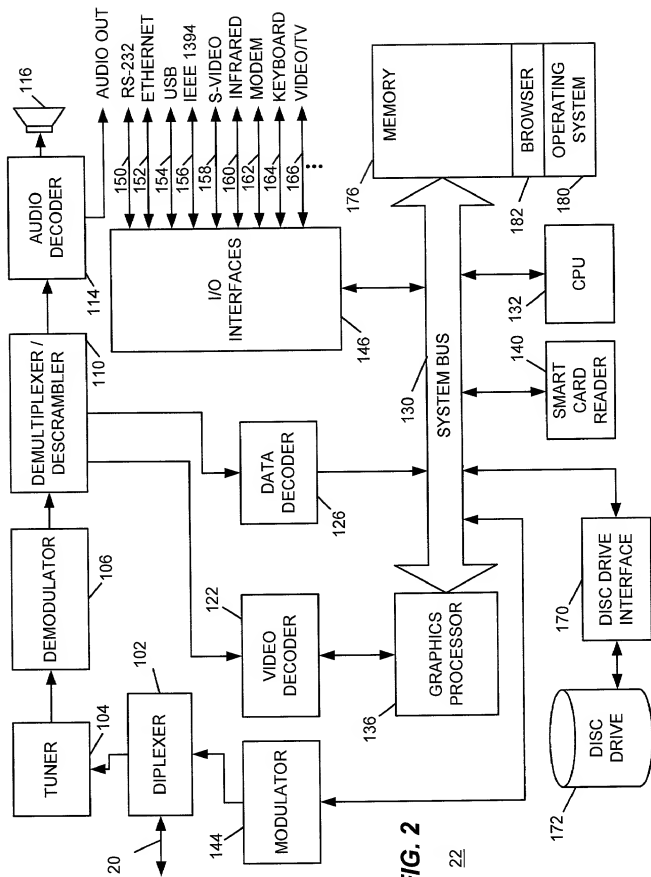 116
AUDIO OUT
RS-232
ETHERNET
USB
IEEE 1394
S-VIDEO
INFRARED
MODEM
KEYBOARD
VIDEO/TV
150
152
154
156
158
160
162
164
166
AUDIO
DECODER
114
I/O
INTERFACES
146
MEMORY
176
BROWSER
182
OPERATING
SYSTEM
180
DEMULTIPLEXER /
DESCRAMBLER
110
DATA
DECODER
126
130
SYSTEM BUS
CPU
132
SMART
CARD
READER
140
DEMODULATOR
106
VIDEO
DECODER
122
GRAPHICS
PROCESSOR
136
DISC DRIVE
INTERFACE
170
TUNER
104
DIPLEXER
102
MODULATOR
144
20
DISC
DRIVE
172
FIG. 2
22